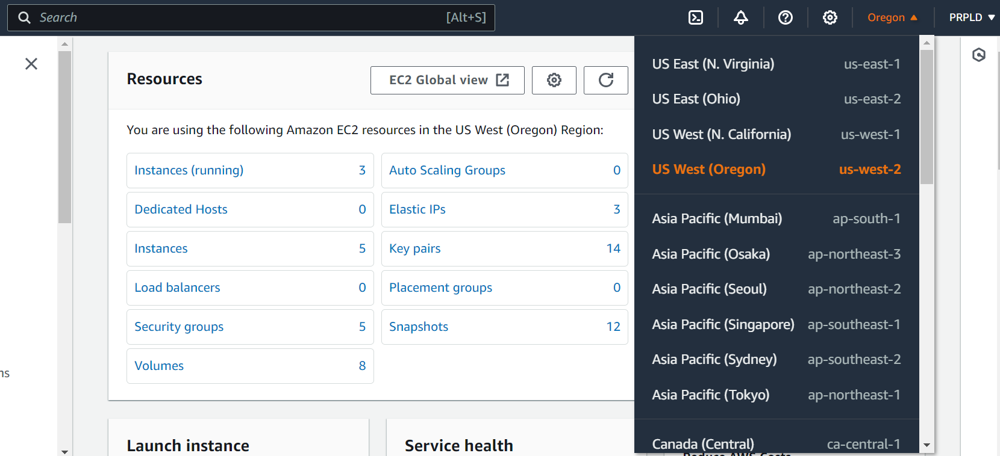 Search [Alt+S] Oregon PRPLD
Resources
EC2 Global view
You are using the following Amazon EC2 resources in the US West (Oregon) Region:
Instances (running) 3
Auto Scaling Groups 0
Dedicated Hosts 0
Elastic IPs 3
Instances 5
Key pairs 14
Load balancers 0
Placement groups 0
Security groups 5
Snapshots 12
Volumes 8
ns
Launch instance
Service health
US East (N. Virginia) us-east-1
US East (Ohio) us-east-2
US West (N. California) us-west-1
US West (Oregon) us-west-2
Asia Pacific (Mumbai) ap-south-1
Asia Pacific (Osaka) ap-northeast-3
Asia Pacific (Seoul) ap-northeast-2
Asia Pacific (Singapore) ap-southeast-1
Asia Pacific (Sydney) ap-southeast-2
Asia Pacific (Tokyo) ap-northeast-1
Canada (Central) ca-central-1
Reduce AWS Costs